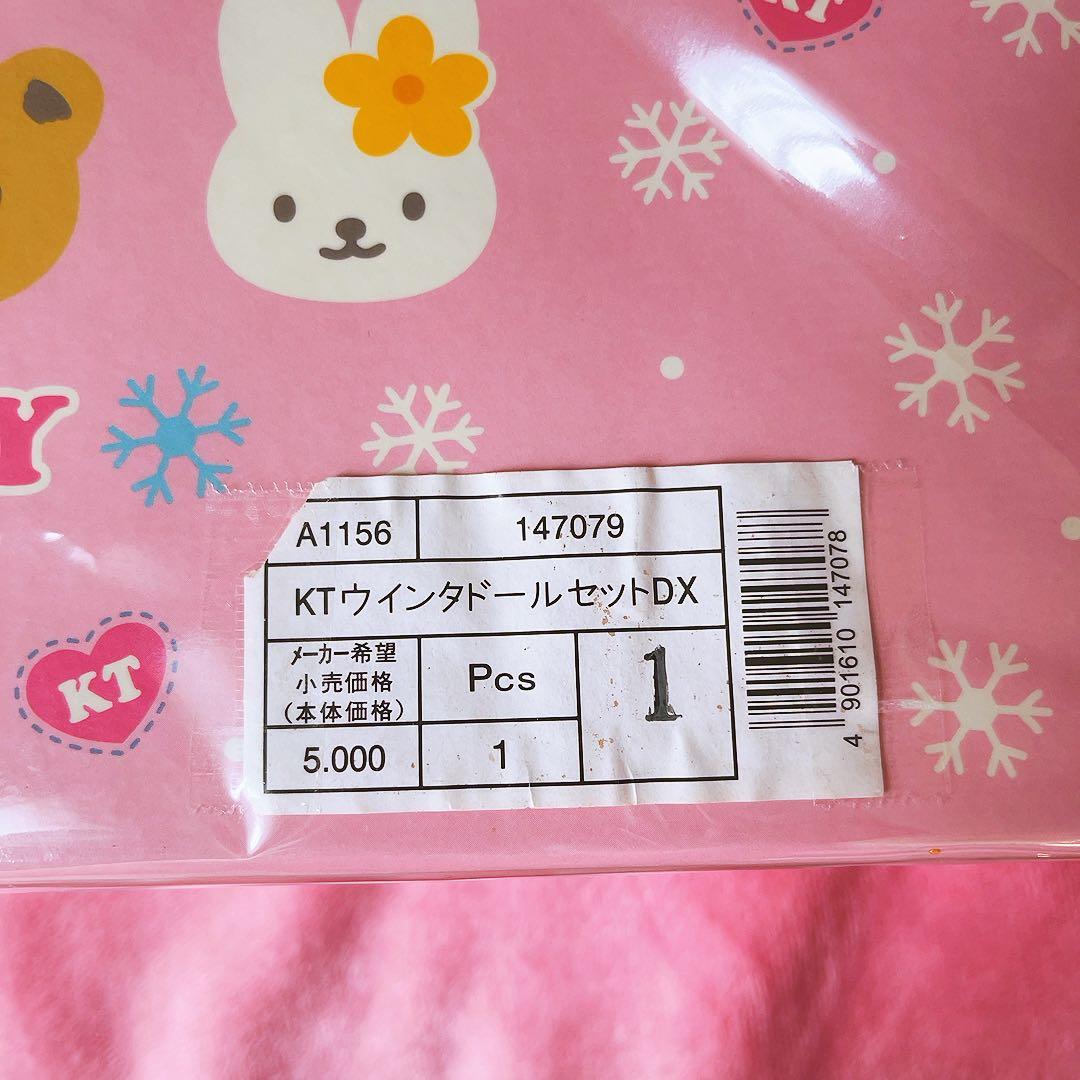 KT
Y
A1156 147079
KTウインタドールセットDX
メーカー希望
小売価格
(本体価格)
Pcs
1
5.000
1
4 901610 147078
KT